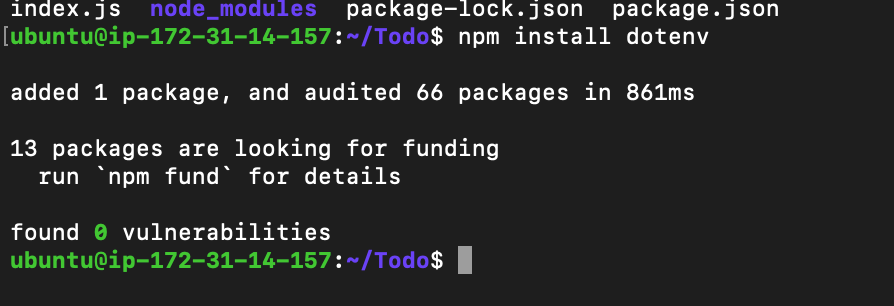 index.js  node_modules  package-lock.json  package.json
[ubuntu@ip-172-31-14-157:~/Todo$ npm install dotenv
added 1 package, and audited 66 packages in 861ms
13 packages are looking for funding
  run `npm fund` for details
found 0 vulnerabilities
ubuntu@ip-172-31-14-157:~/Todo$